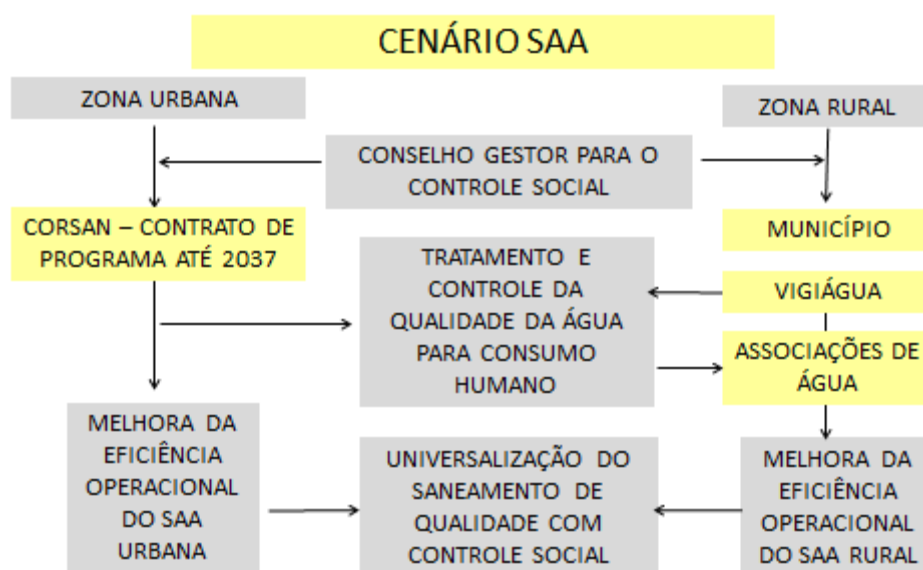 CENÁRIO SAA
ZONA URBANA
ZONA RURAL
CONSELHO GESTOR PARA O
CONTROLE SOCIAL
CORSAN – CONTRATO DE
PROGRAMA ATÉ 2037
MUNICÍPIO
TRATAMENTO E
CONTROLE DA
QUALIDADE DA ÁGUA
PARA CONSUMO
HUMANO
VIGIÁGUA
ASSOCIAÇÕES DE
ÁGUA
MELHORA DA
EFICIÊNCIA
OPERACIONAL
DO SAA
URBANA
UNIVERSALIZAÇÃO DO
SANEAMENTO DE
QUALIDADE COM
CONTROLE SOCIAL
MELHORA DA
EFICIÊNCIA
OPERACIONAL
DO SAA RURAL